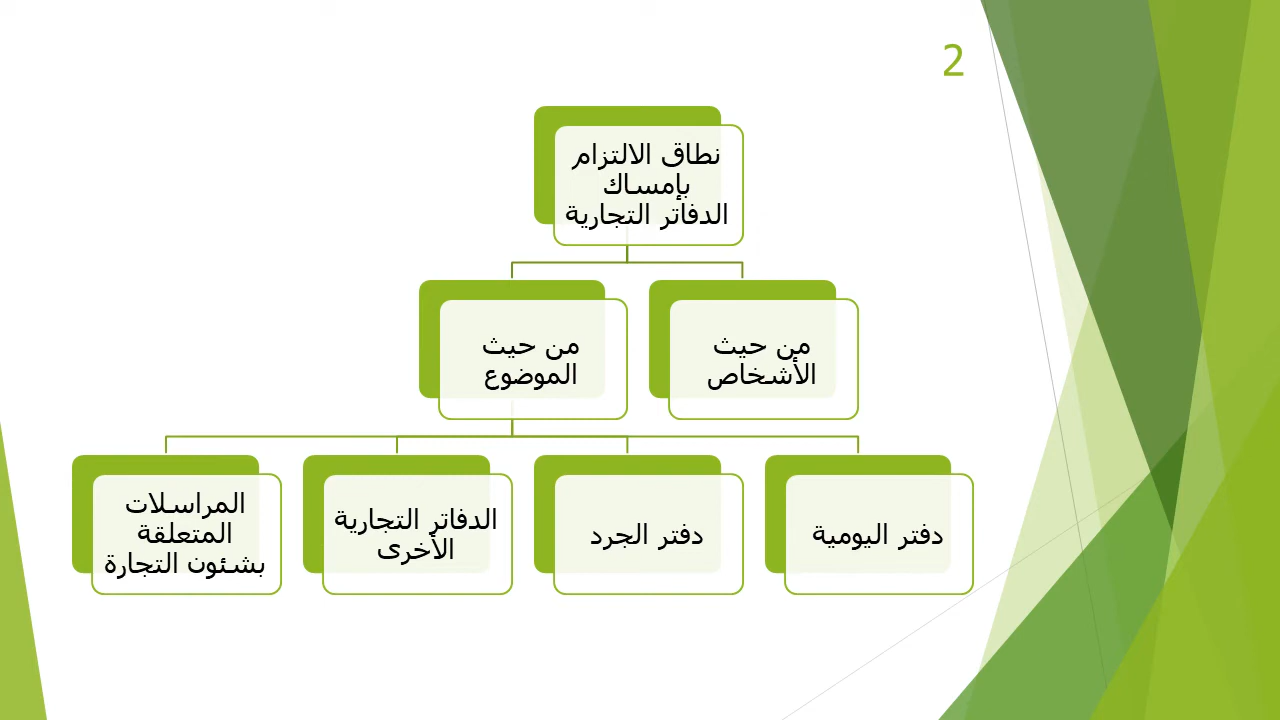 2
نطاق الالتزام
بإمساك
الدفاتر التجارية
من حيث
الأشخاص
من حيث
الموضوع
دفتر اليومية
دفتر الجرد
الدفاتر التجارية
الأخرى
المراسلات
المتعلقة
بشئون التجارة